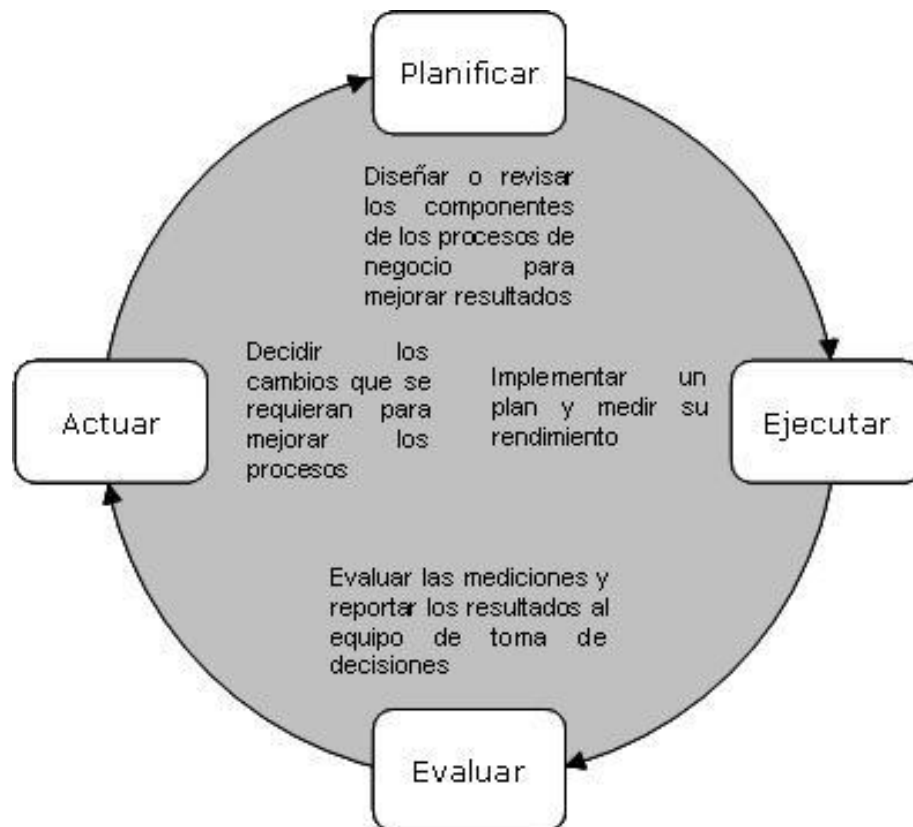 Planificar
Diseñar o revisar
los componentes
de los procesos de
negocio para
mejorar resultados
Decidir los
cambios que se
requieran para
mejorar los
procesos
Implementar un
plan y medir su
rendimiento
Actuar
Ejecutar
Evaluar las mediciones y
reportar los resultados al
equipo de toma de
decisiones
Evaluar